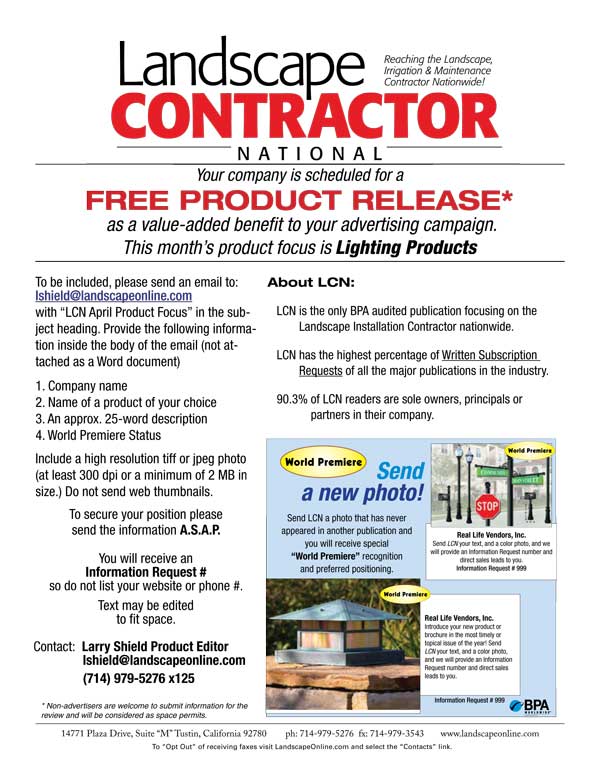 Landscape
Reaching the Landscape,
Irrigation & Maintenance
Contractor Nationwide!
CONTRACTOR
NATIONAL
Your company is scheduled for a
FREE PRODUCT RELEASE*
as a value-added benefit to your advertising campaign.
This month's product focus is Lighting Products
To be included, please send an email to:
lshield@landscapeonline.com
with “LCN April Product Focus” in the sub-
ject heading. Provide the following informa-
tion inside the body of the email (not at-
tached as a Word document)
1. Company name
2. Name of a product of your choice
3. An approx. 25-word description
4. World Premiere Status
Include a high resolution tiff or jpeg photo
(at least 300 dpi or a minimum of 2 MB in
size.) Do not send web thumbnails.
To secure your position please
send the information A.S.A.P.
You will receive an
Information Request #
so do not list your website or phone #.
Text may be edited
to fit space.
Contact: Larry Shield Product Editor
lshield@landscapeonline.com
(714) 979-5276 x125
* Non-advertisers are welcome to submit information for the
review and will be considered as space permits.
About LCN:
LCN is the only BPA audited publication focusing on the
Landscape Installation Contractor nationwide.
LCN has the highest percentage of Written Subscription
Requests of all the major publications in the industry.
90.3% of LCN readers are sole owners, principals or
partners in their company.
World Premiere
Send
a new photo!
Send LCN a photo that has never
appeared in another publication and
you will receive special
“World Premiere” recognition
and preferred positioning.
World Premiere
STOP
MAIN STREET
Real Life Vendors, Inc.
Send LCN your text, and a color photo, and we
will provide an Information Request number and
direct sales leads to you.
Information Request # 999
World Premiere
Real Life Vendors, Inc.
Introduce your new product or
brochure in the most timely or
topical issue of the year! Send
LCN your text, and a color photo,
and we will provide an Information
Request number and direct sales
leads to you.
Information Request # 999
BPA
WORLDWIDE
14771 Plaza Drive, Suite “M” Tustin, California 92780 ph: 714-979-5276 fx: 714-979-3543 www.landscapeonline.com
To “Opt Out” of receiving faxes visit LandscapeOnline.com and select the “Contacts” link.